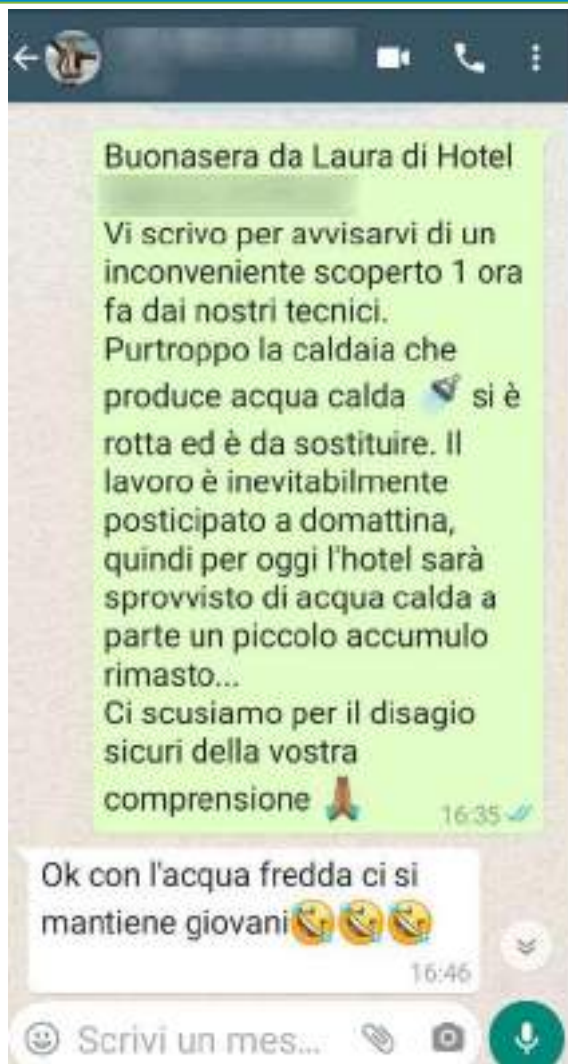 Buonasera da Laura di Hotel
Vi scrivo per avvisarvi di un
inconveniente scoperto 1 ora
fa dai nostri tecnici.
Purtroppo la caldaia che
produce acqua calda 🚿 si è
rotta ed è da sostituire. Il
lavoro è inevitabilmente
posticipato a domattina,
quindi per oggi l'hotel sarà
sprovvisto di acqua calda a
parte un piccolo accumulo
rimasto...
Ci scusiamo per il disagio
sicuri della vostra
comprensione 🙏🏾
16:35
Ok con l'acqua fredda ci si
mantiene giovani🤣🤣🤣
16:46
Scrivi un mes...